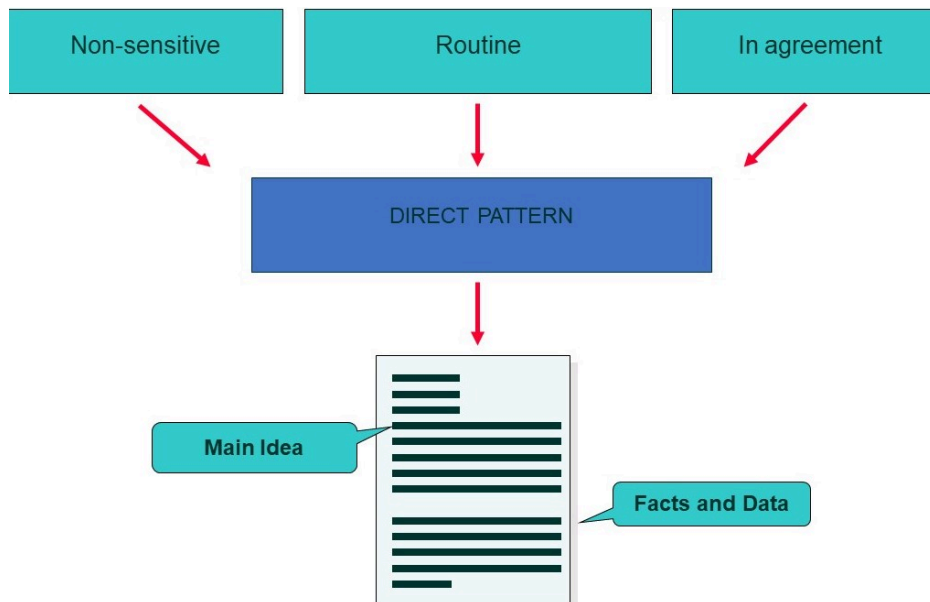 Non-sensitive
Routine
In agreement
DIRECT PATTERN
Main Idea
Facts and Data